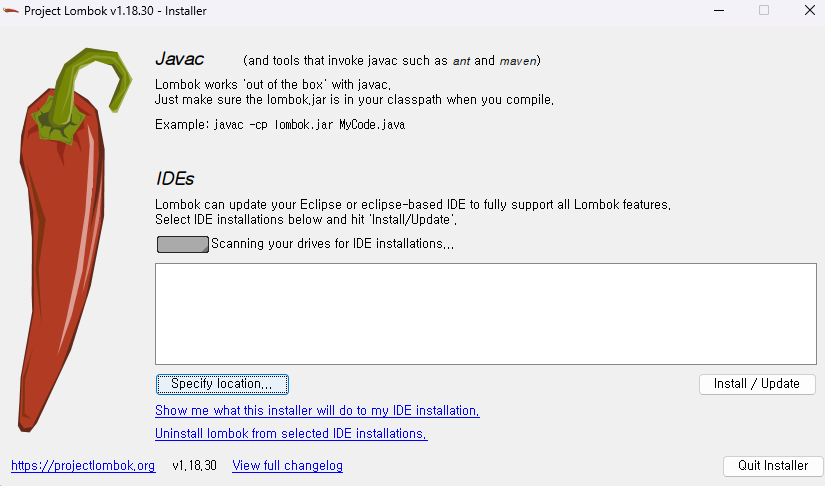 Project Lombok v1.18.30 - Installer
Javac (and tools that invoke javac such as ant and maven)
Lombok works 'out of the box' with javac.
Just make sure the lombok.jar is in your classpath when you compile.
Example: javac -cp lombok.jar MyCode.java
IDEs
Lombok can update your Eclipse or eclipse-based IDE to fully support all Lombok features.
Select IDE installations below and hit 'Install/Update'.
Scanning your drives for IDE installations...
Specify location... Install / Update
Show me what this installer will do to my IDE installation.
Uninstall lombok from selected IDE installations.
https://projectlombok.org v1.18.30 View full changelog Quit Installer